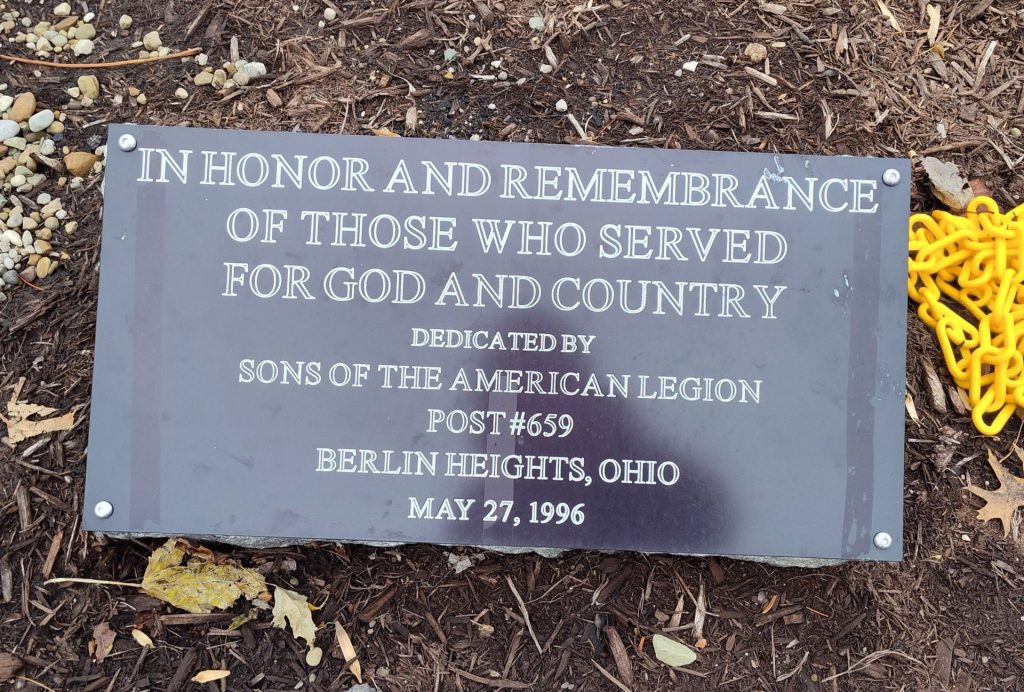 IN HONOR AND REMEMBRANCE
OF THOSE WHO SERVED
FOR GOD AND COUNTRY
DEDICATED BY
SONS OF THE AMERICAN LEGION
POST #659
BERLIN HEIGHTS, OHIO
MAY 27, 1996